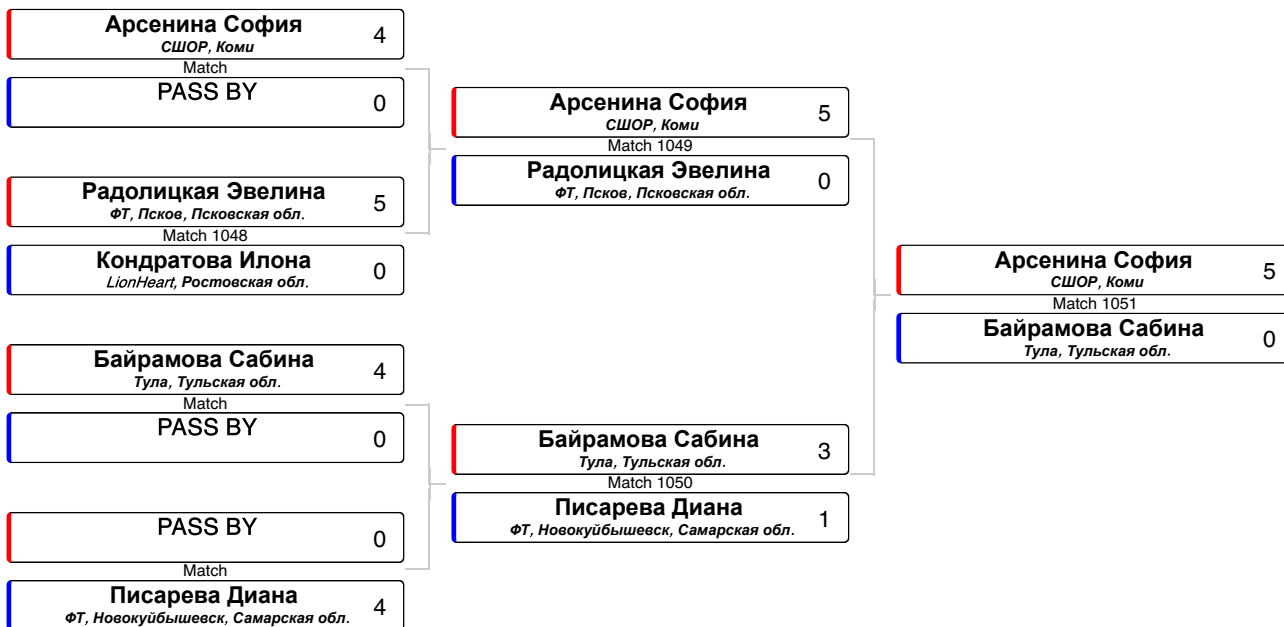 Арсенина София
СШОР, Коми
4
Match
PASS BY
0
Радолицкая Эвелина
ФТ, Псков, Псковская обл.
5
Match 1048
Кондратова Илона
LionHeart, Ростовская обл.
0
Байрамова Сабина
Тула, Тульская обл.
4
Match
PASS BY
0
PASS BY
0
Match
Писарева Диана
ФТ, Новокуйбышевск, Самарская обл.
4
Арсенина София
СШОР, Коми
5
Match 1049
Радолицкая Эвелина
ФТ, Псков, Псковская обл.
0
Байрамова Сабина
Тула, Тульская обл.
3
Match 1050
Писарева Диана
ФТ, Новокуйбышевск, Самарская обл.
1
Арсенина София
СШОР, Коми
5
Match 1051
Байрамова Сабина
Тула, Тульская обл.
0